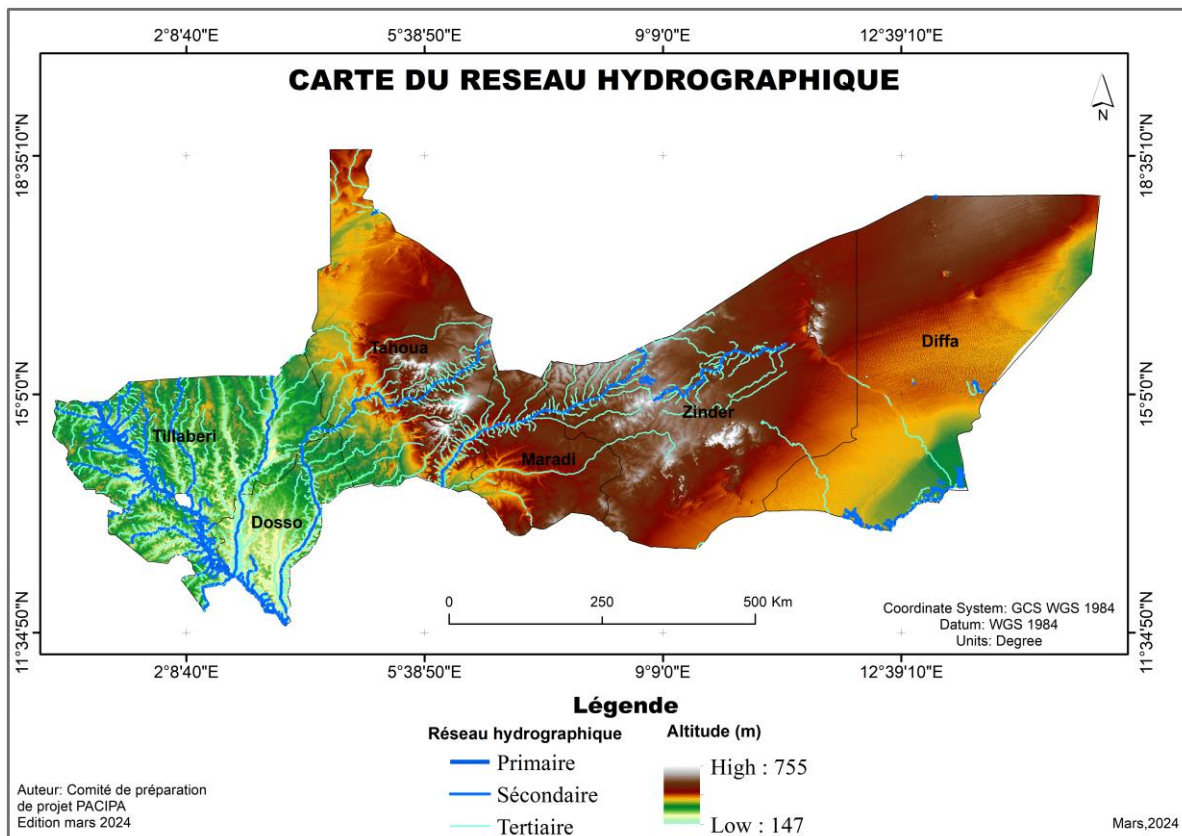 2°8'40"E
5°38'50"E
9°9'0"E
12°39'10"E
CARTE DU RESEAU HYDROGRAPHIQUE
N
18°35'10"N
18°35'10"N
15°5'0"N
15°5'0"N
11°34'50"N
11°34'50"N
Tahoua
Diffa
Zinder
Tillaberi
Maradi
Dosso
0
250
500 Km
Coordinate System: GCS WGS 1984
Datum: WGS 1984
Units: Degree
2°8'40"E
5°38'50"E
9°9'0"E
12°39'10"E
Légende
Réseau hydrographique
Primaire
Sécondaire
Tertiaire
Altitude (m)
High : 755
Low : 147
Auteur: Comité de préparation
de projet PACIPA
Edition mars 2024
Mars,2024